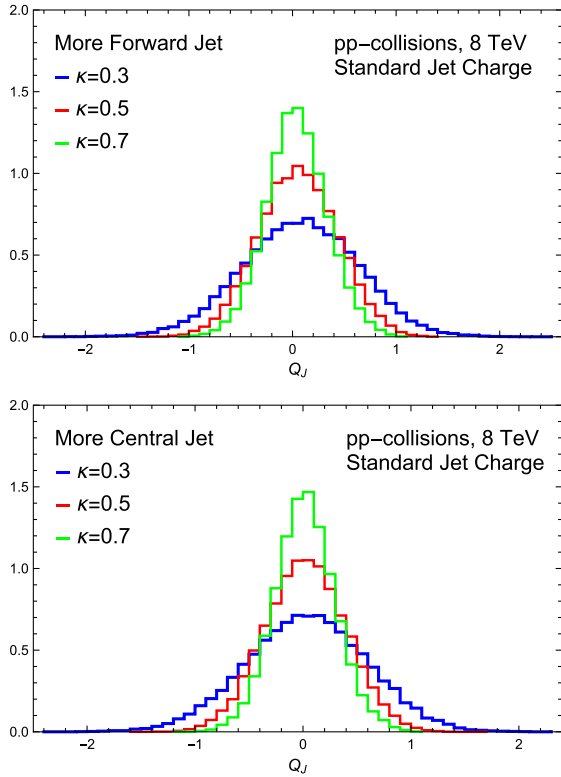 More Forward Jet
κ=0.3
κ=0.5
κ=0.7
pp-collisions, 8 TeV
Standard Jet Charge
2.0
1.5
1.0
0.5
0.0
-2
-1
0
1
2
Q_J
More Central Jet
κ=0.3
κ=0.5
κ=0.7
pp-collisions, 8 TeV
Standard Jet Charge
2.0
1.5
1.0
0.5
0.0
-2
-1
0
1
2
Q_J